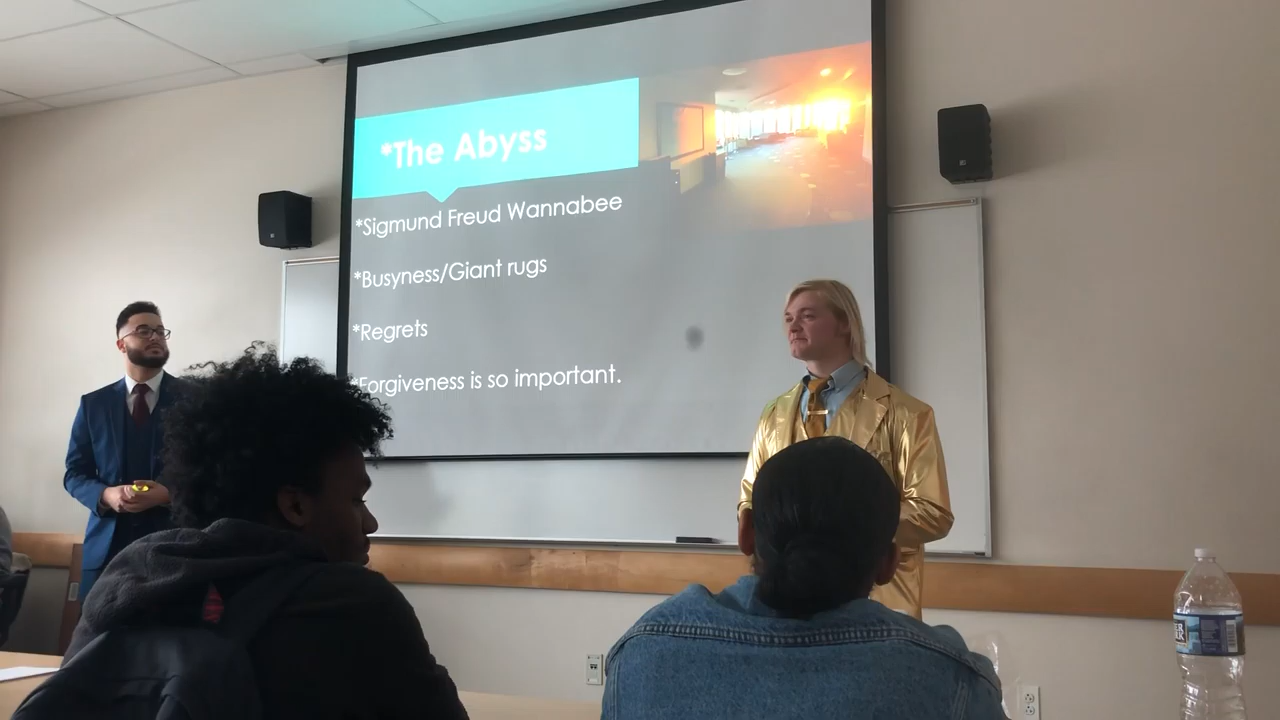 *The Abyss
*Sigmund Freud Wannabee
*Busyness/Giant rugs
*Regrets
*Forgiveness is so important.